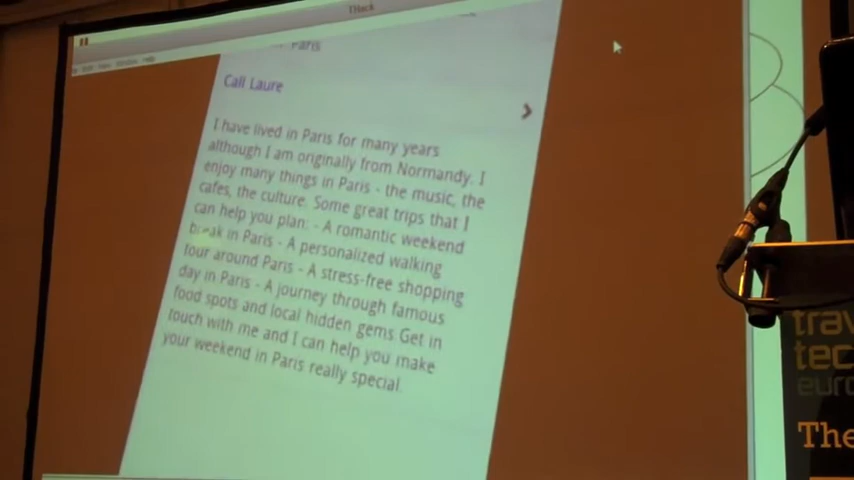 THack
Paris
Call Laure
I have lived in Paris for many years
although I am originally from Normandy. I
enjoy many things in Paris - the music, the
cafes, the culture. Some great trips that I
can help you plan: - A romantic weekend
break in Paris - A personalized walking
tour around Paris - A stress-free shopping
day in Paris - A journey through famous
food spots and local hidden gems Get in
touch with me and I can help you make
your weekend in Paris really special.
trav
tec
euro
The